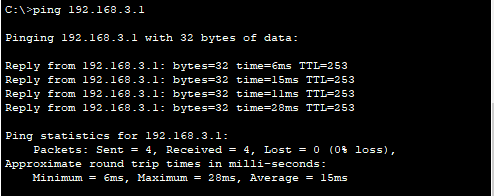 C:\>ping 192.168.3.1
Pinging 192.168.3.1 with 32 bytes of data:
Reply from 192.168.3.1: bytes=32 time=6ms TTL=253
Reply from 192.168.3.1: bytes=32 time=15ms TTL=253
Reply from 192.168.3.1: bytes=32 time=11ms TTL=253
Reply from 192.168.3.1: bytes=32 time=28ms TTL=253
Ping statistics for 192.168.3.1:
    Packets: Sent = 4, Received = 4, Lost = 0 (0% loss),
Approximate round trip times in milli-seconds:
    Minimum = 6ms, Maximum = 28ms, Average = 15ms